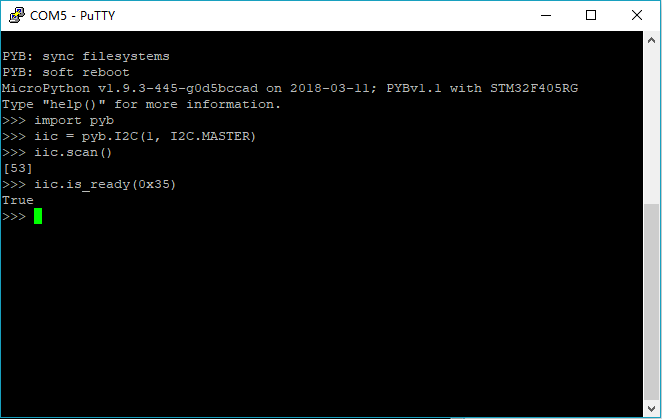 COM5 - PuTTY
PYB: sync filesystems
PYB: soft reboot
MicroPython v1.9.3-445-g0d5bccad on 2018-03-11; PYBv1.1 with STM32F405RG
Type "help()" for more information.
>>> import pyb
>>> iic = pyb.I2C(1, I2C.MASTER)
>>> iic.scan()
[53]
>>> iic.is_ready(0x35)
True
>>>